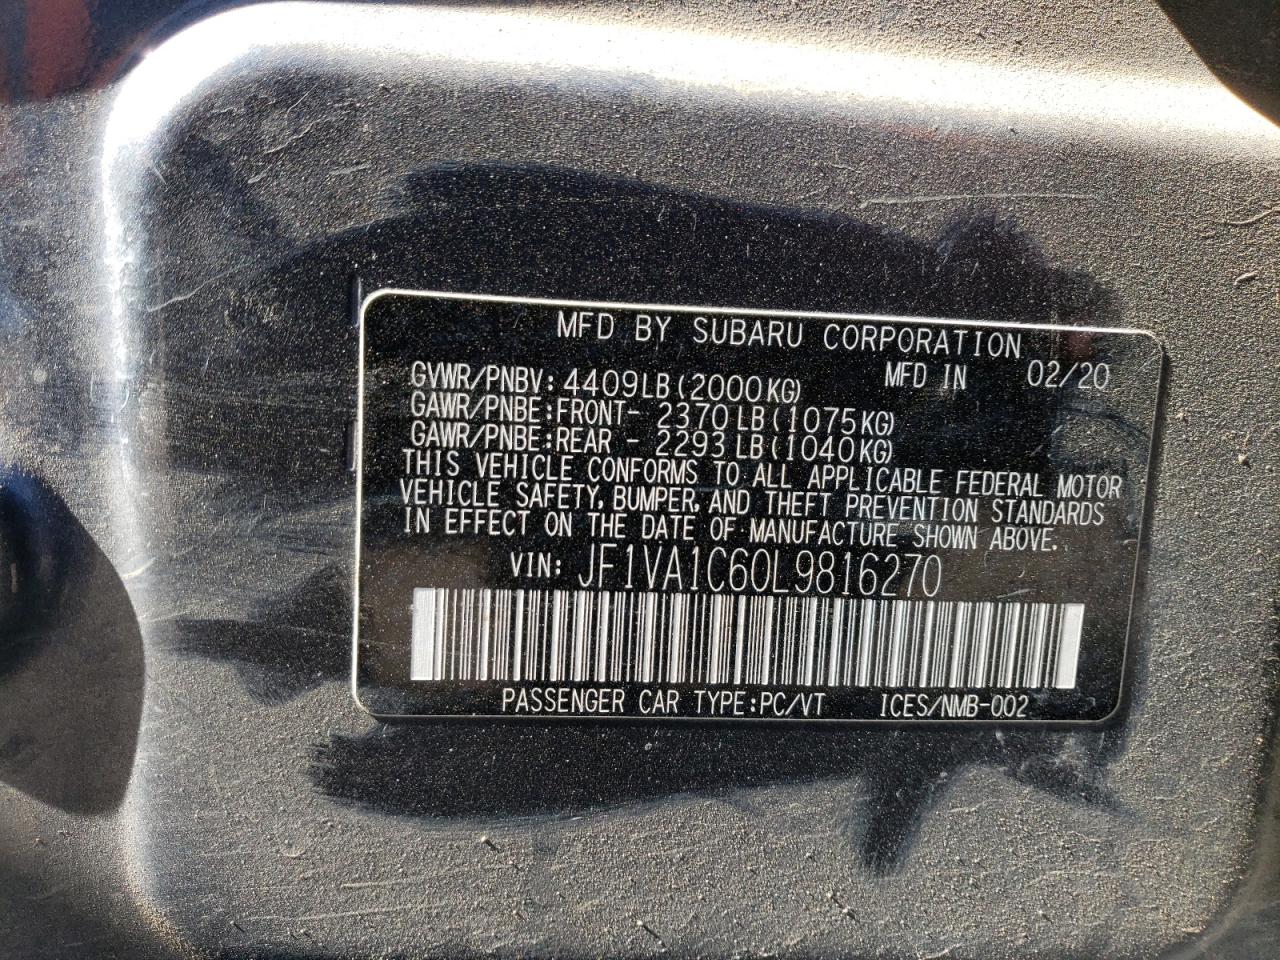 MFD BY SUBARU CORPORATION
GVWR/PNBV: 4409LB(2000KG) MFD IN 02/20
GAWR/PNBE:FRONT- 2370LB(1075KG)
GAWR/PNBE:REAR - 2293LB(1040KG)
THIS VEHICLE CONFORMS TO ALL APPLICABLE FEDERAL MOTOR
VEHICLE SAFETY, BUMPER, AND THEFT PREVENTION STANDARDS
IN EFFECT ON THE DATE OF MANUFACTURE SHOWN ABOVE.
VIN: JF1VA1C60L9816270
PASSENGER CAR TYPE:PC/VT ICES/NMB-002